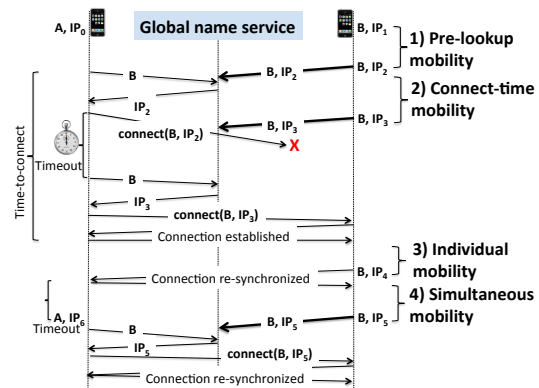 A, IP0
Global name service
B, IP1
1) Pre-lookup
mobility
B, IP2
B, IP2
B
2) Connect-time
mobility
IP2
connect(B, IP2)
B, IP3
B, IP3
X
Timeout
Time-to-connect
B
IP3
connect(B, IP3)
Connection established
3) Individual
mobility
B, IP4
Connection re-synchronized
4) Simultaneous
mobility
A, IP6
Timeout
B
B, IP5
B, IP5
IP5
connect(B, IP5)
Connection re-synchronized